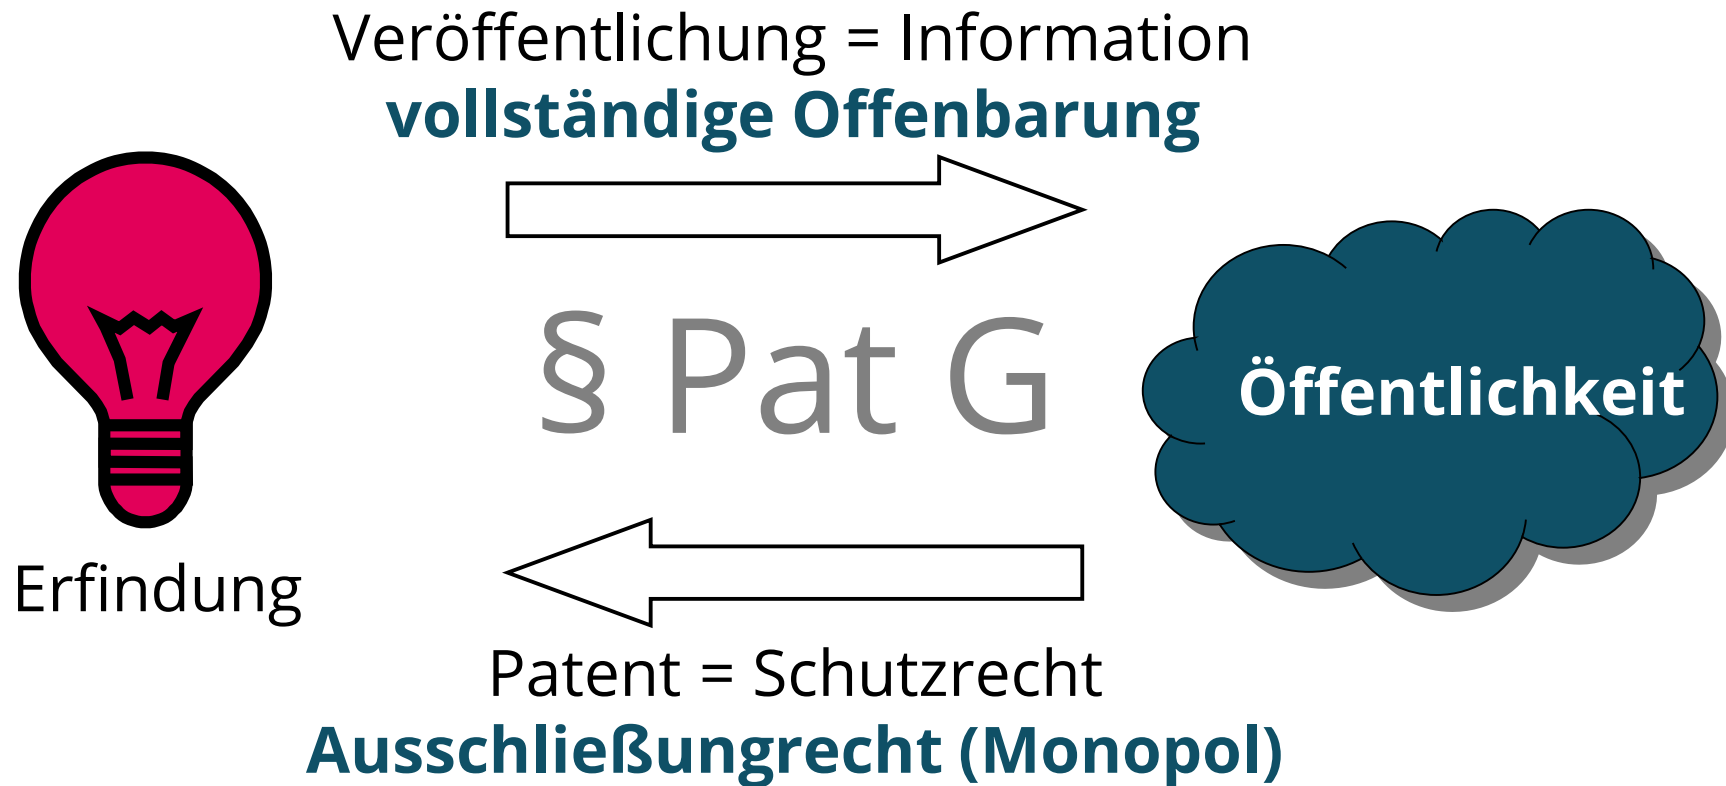 Veröffentlichung = Information
vollständige Offenbarung
§ Pat G
Öffentlichkeit
Erfindung
Patent = Schutzrecht
Ausschließungrecht (Monopol)